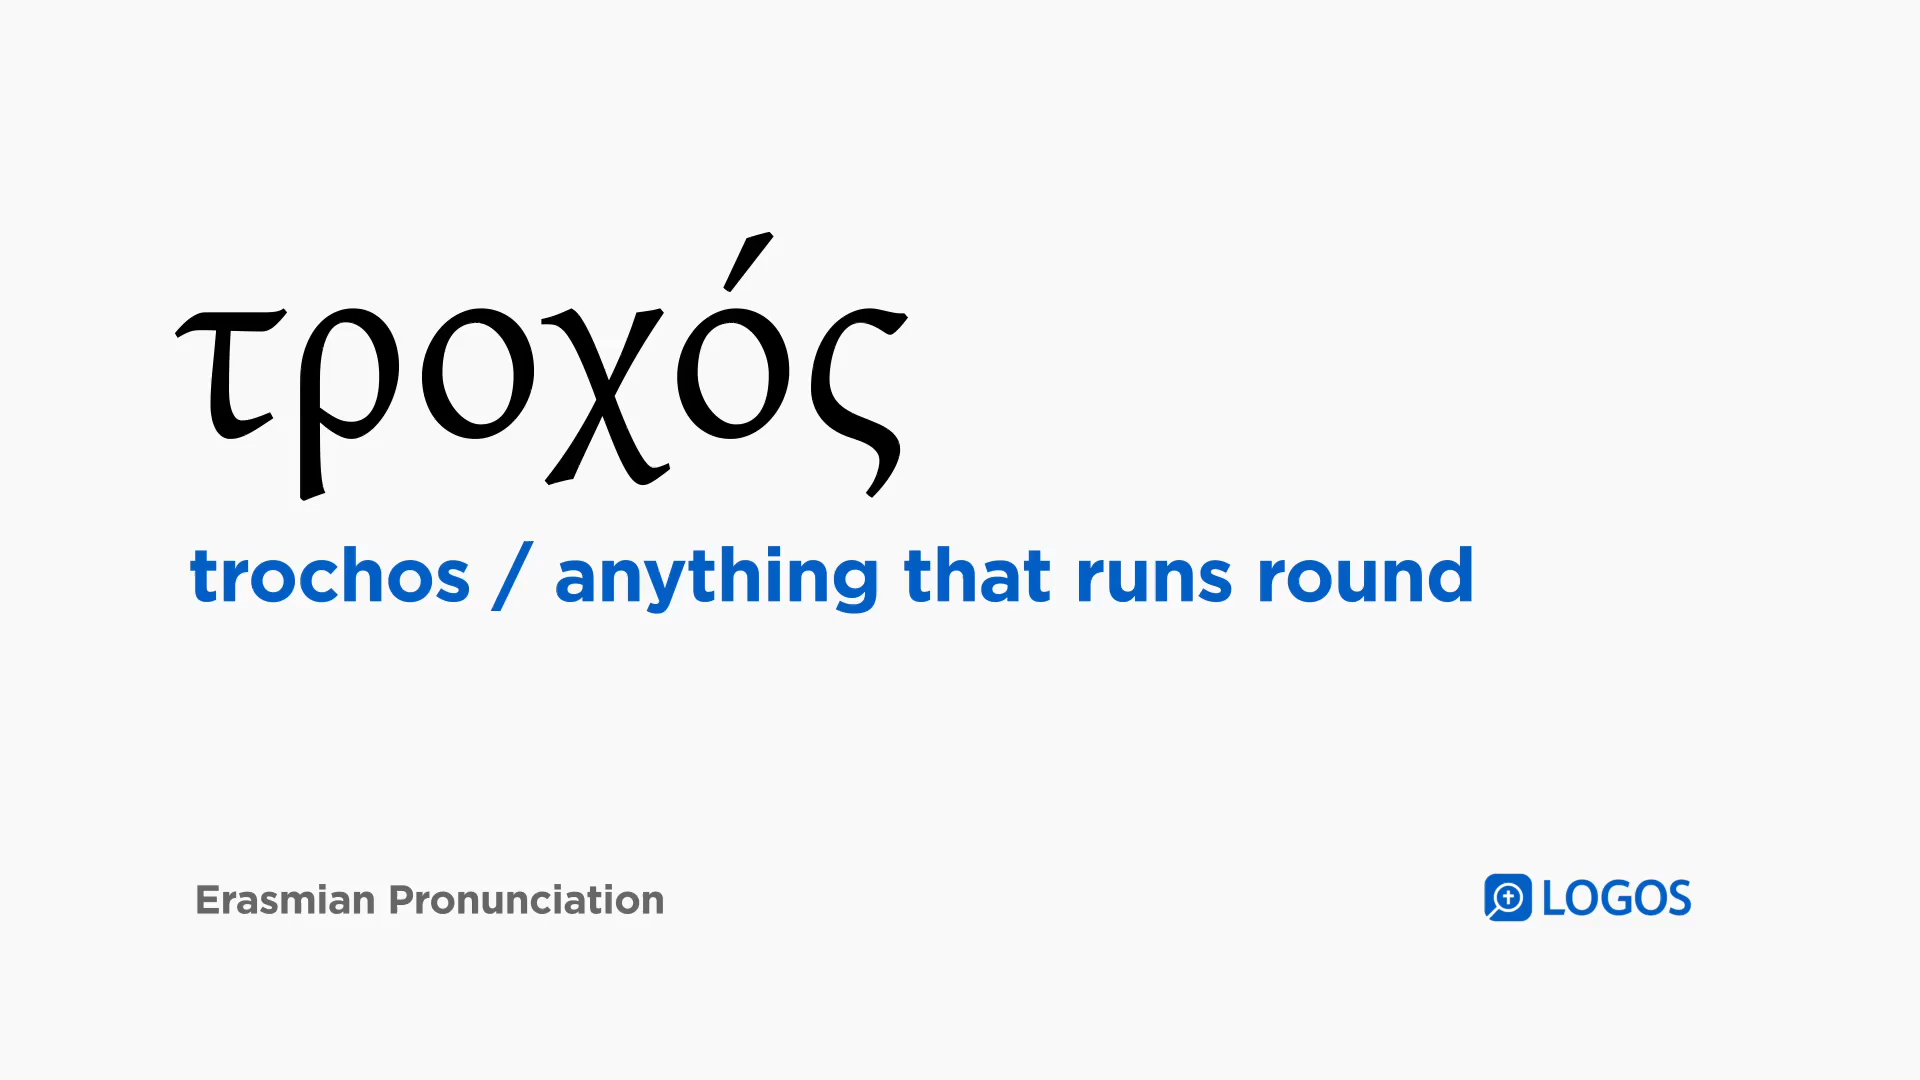 τροχός
trochos / anything that runs round
Erasmian Pronunciation
LOGOS